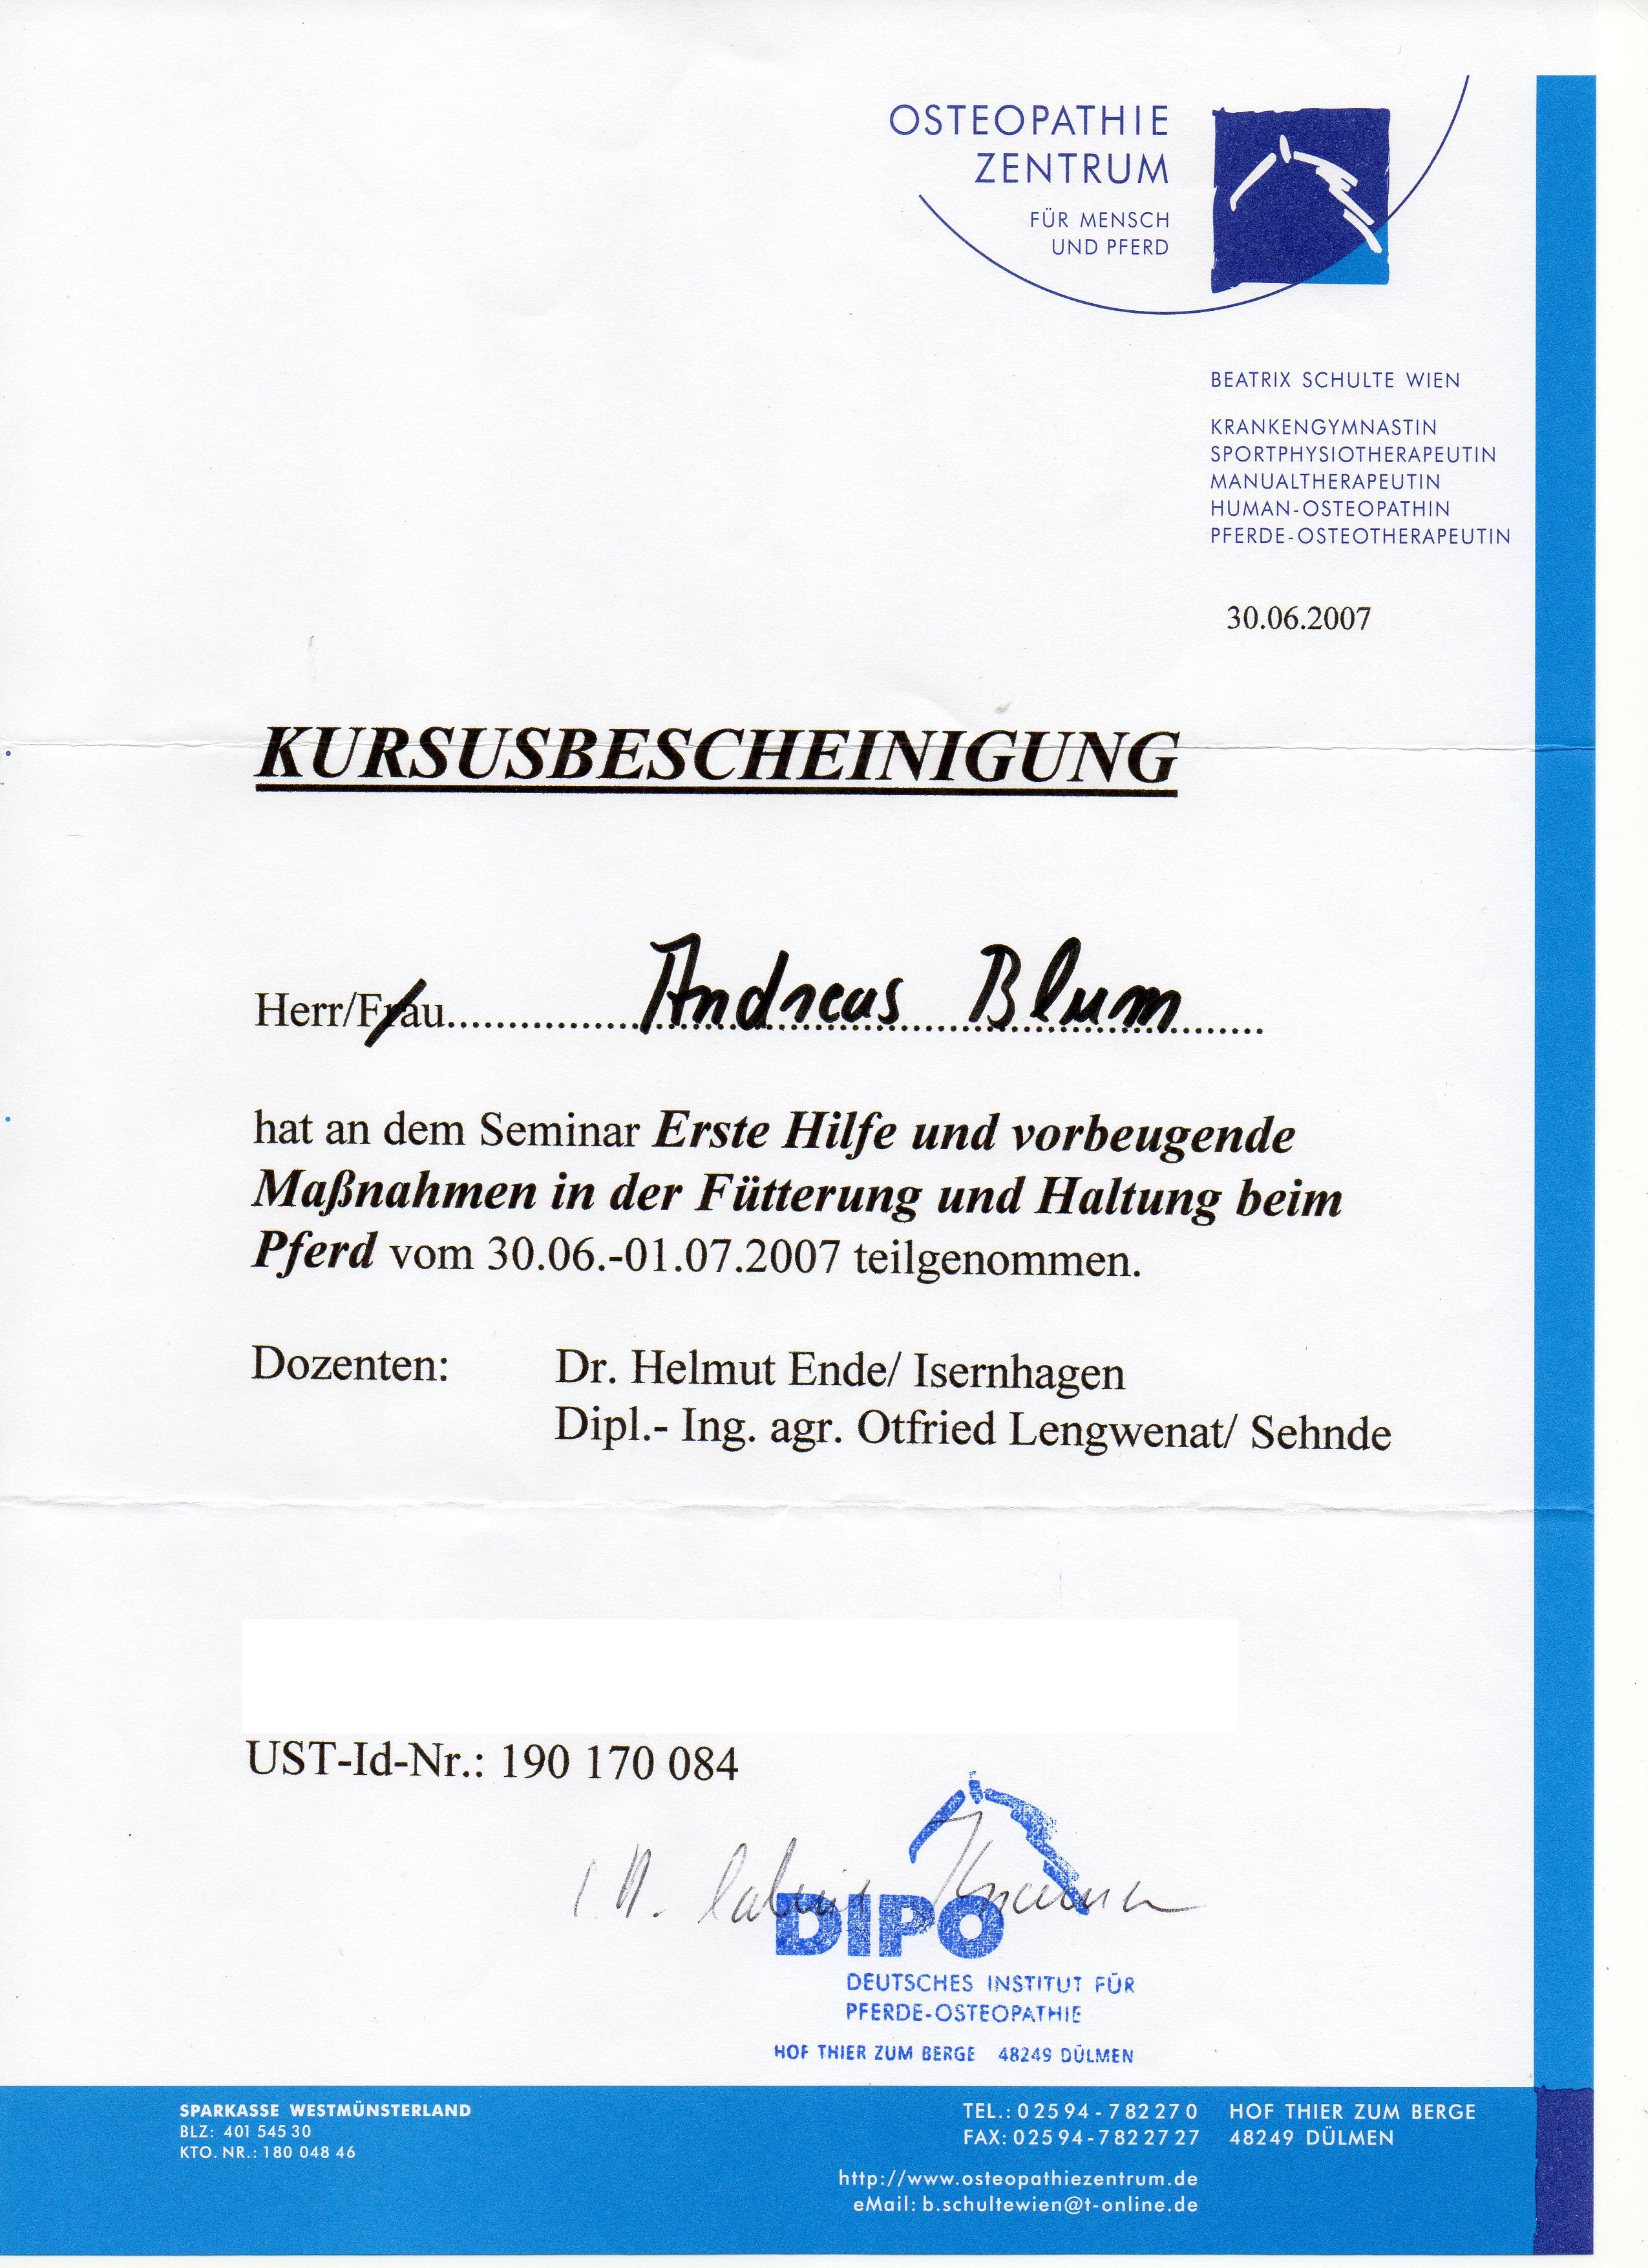 OSTEOPATHIE
ZENTRUM
FÜR MENSCH
UND PFERD
BEATRIX SCHULTE WIEN
KRANKENGYMNASTIN
SPORTPHYSIOTHERAPEUTIN
MANUALTHERAPEUTIN
HUMAN-OSTEOPATHIN
PFERDE-OSTEOTHERAPEUTIN
30.06.2007
KURSUSBESCHEINIGUNG
Herr/Frau Andreas Blum
hat an dem Seminar Erste Hilfe und vorbeugende
Maßnahmen in der Fütterung und Haltung beim
Pferd vom 30.06.-01.07.2007 teilgenommen.
Dozenten: Dr. Helmut Ende/ Isernhagen
Dipl.- Ing. agr. Otfried Lengwenat/ Sehnde
UST-Id-Nr.: 190 170 084
DIPO
DEUTSCHES INSTITUT FÜR
PFERDE-OSTEOPATHIE
HOF THIER ZUM BERGE 48249 DÜLMEN
SPARKASSE WESTMÜNSTERLAND
BLZ: 401 545 30
KTO. NR.: 180 048 46
TEL.: 02594-782270
FAX: 02594-7822727
HOF THIER ZUM BERGE
48249 DÜLMEN
http://www.osteopathiezentrum.de
eMail: b.schultewien@t-online.de